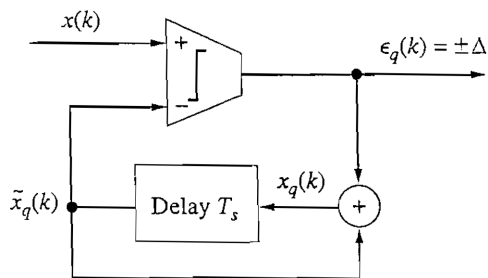 x(k)
+
−
ϵ_q(k) = ±Δ
x̃_q(k)
Delay T_s
x_q(k)
+